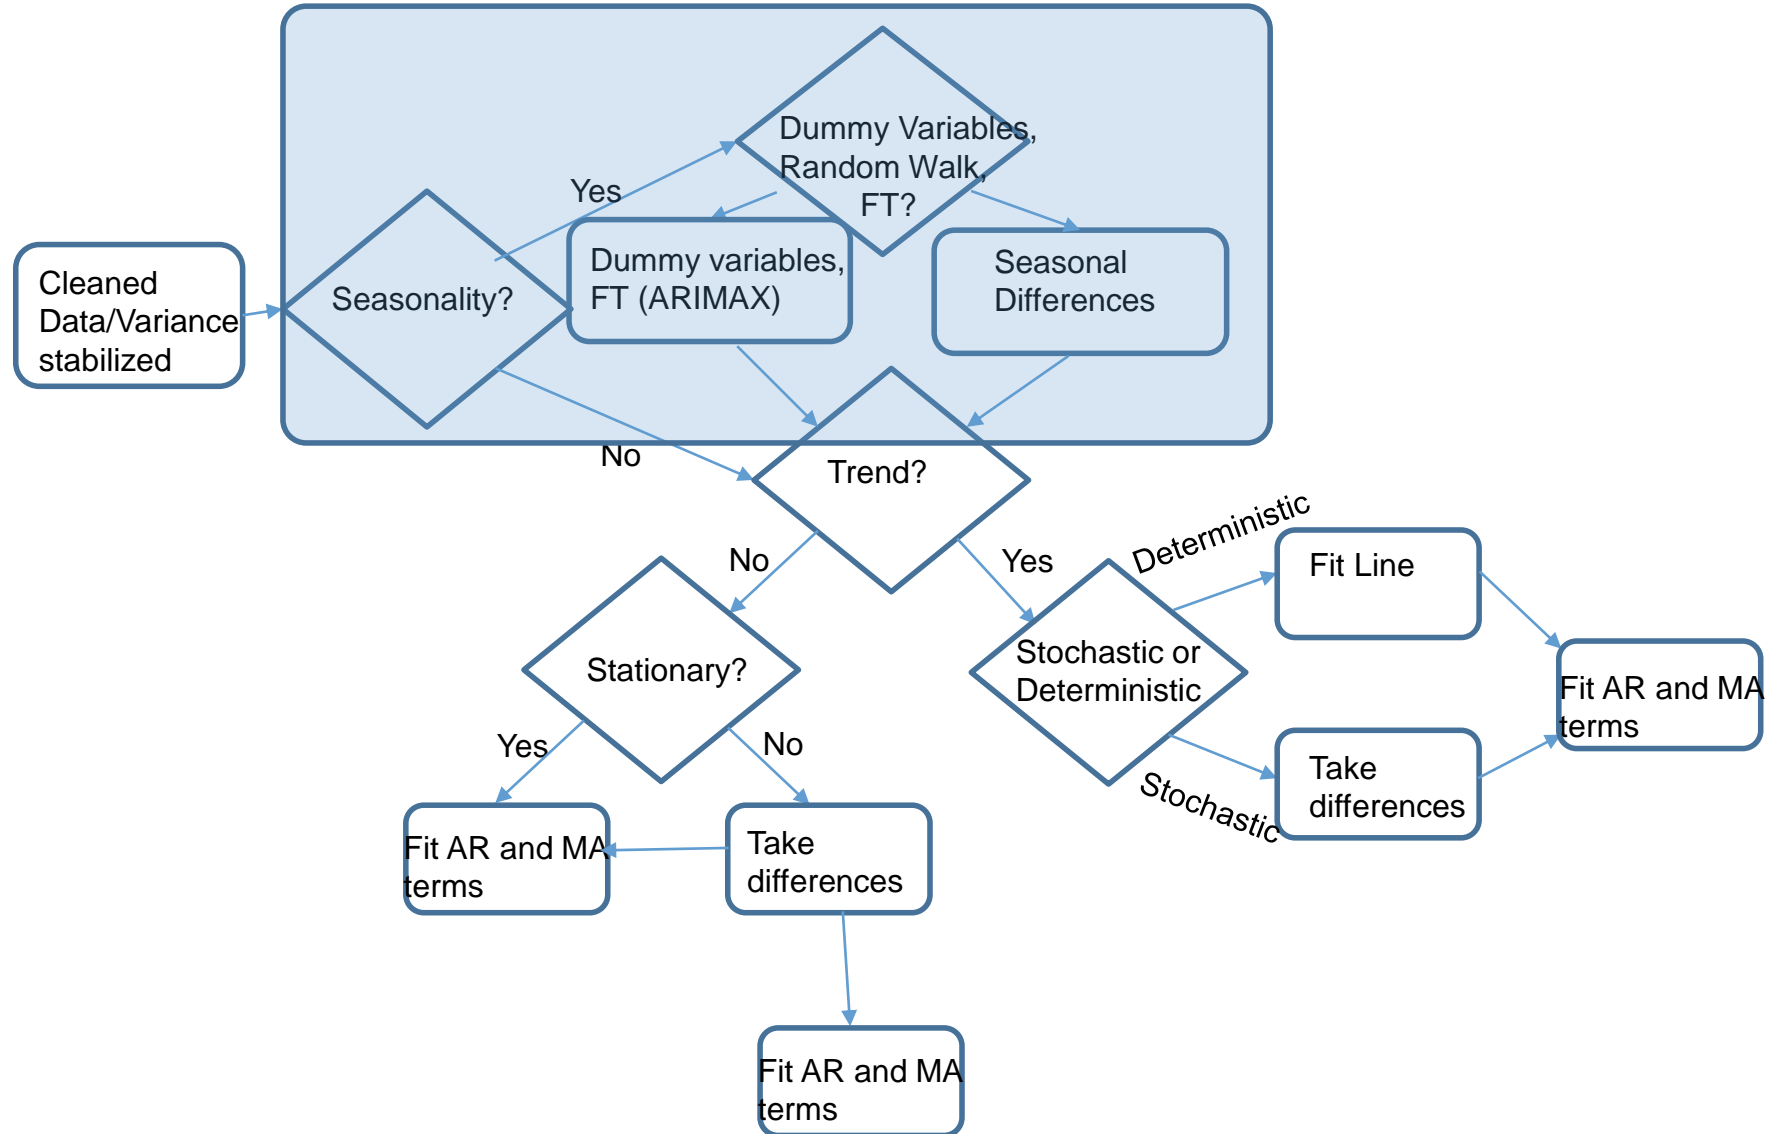 Dummy Variables,
Random Walk,
FT?
Yes
Cleaned
Data/Variance
stabilized
Seasonality?
Dummy variables,
FT (ARIMAX)
Seasonal
Differences
No
Trend?
No
Yes
Deterministic
Fit Line
Stationary?
Stochastic or
Deterministic
Fit AR and MA
terms
Yes
No
Stochastic
Take
differences
Fit AR and MA
terms
Take
differences
Fit AR and MA
terms